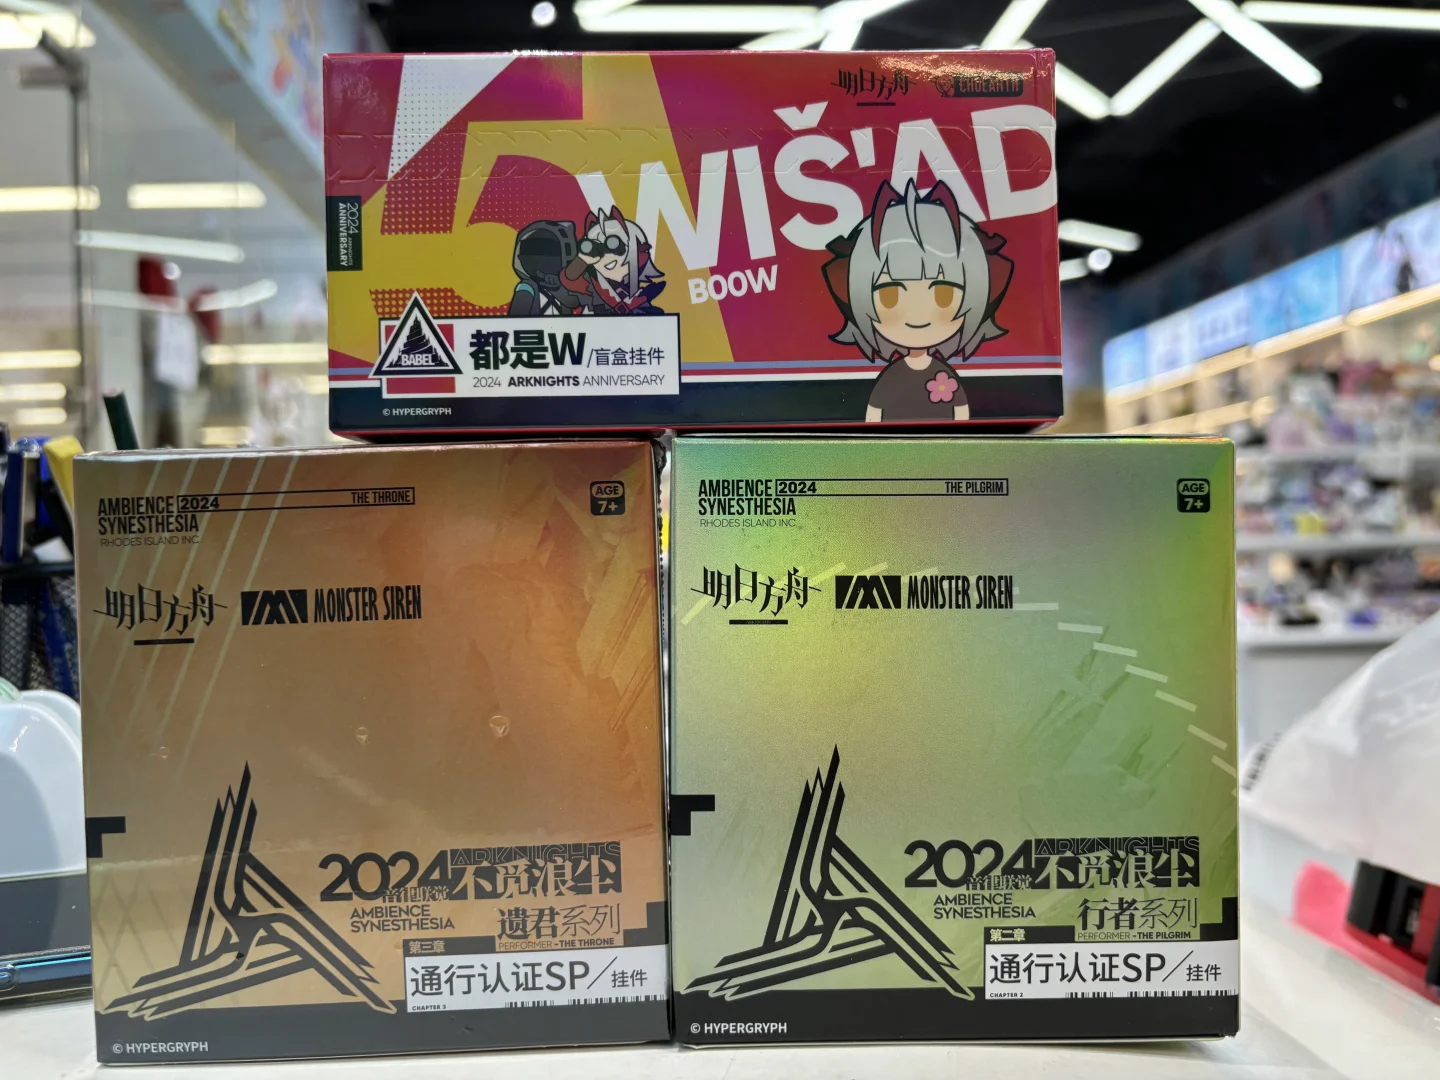 明日方舟
CHUEARTH
5
WIŠ'AD
BOOW
2024
ARKNIGHTS
ANNIVERSARY
BABEL
都是W/盲盒挂件
2024 ARKNIGHTS ANNIVERSARY
© HYPERGRYPH
AMBIENCE 2024 THE THRONE
SYNESTHESIA
RHODES ISLAND INC.
AGE
7+
明日方舟 MONSTER SIREN
2024 ARKNIGHTS
音律联觉 不觅浪尘
AMBIENCE
SYNESTHESIA
遗君系列
PERFORMER-THE THRONE
第三章
通行认证SP/挂件
CHAPTER 3
© HYPERGRYPH
AMBIENCE 2024 THE PILGRIM
SYNESTHESIA
RHODES ISLAND INC.
AGE
7+
明日方舟 MONSTER SIREN
2024 ARKNIGHTS
音律联觉 不觅浪尘
AMBIENCE
SYNESTHESIA
行者系列
PERFORMER-THE PILGRIM
第二章
通行认证SP/挂件
CHAPTER 2
© HYPERGRYPH